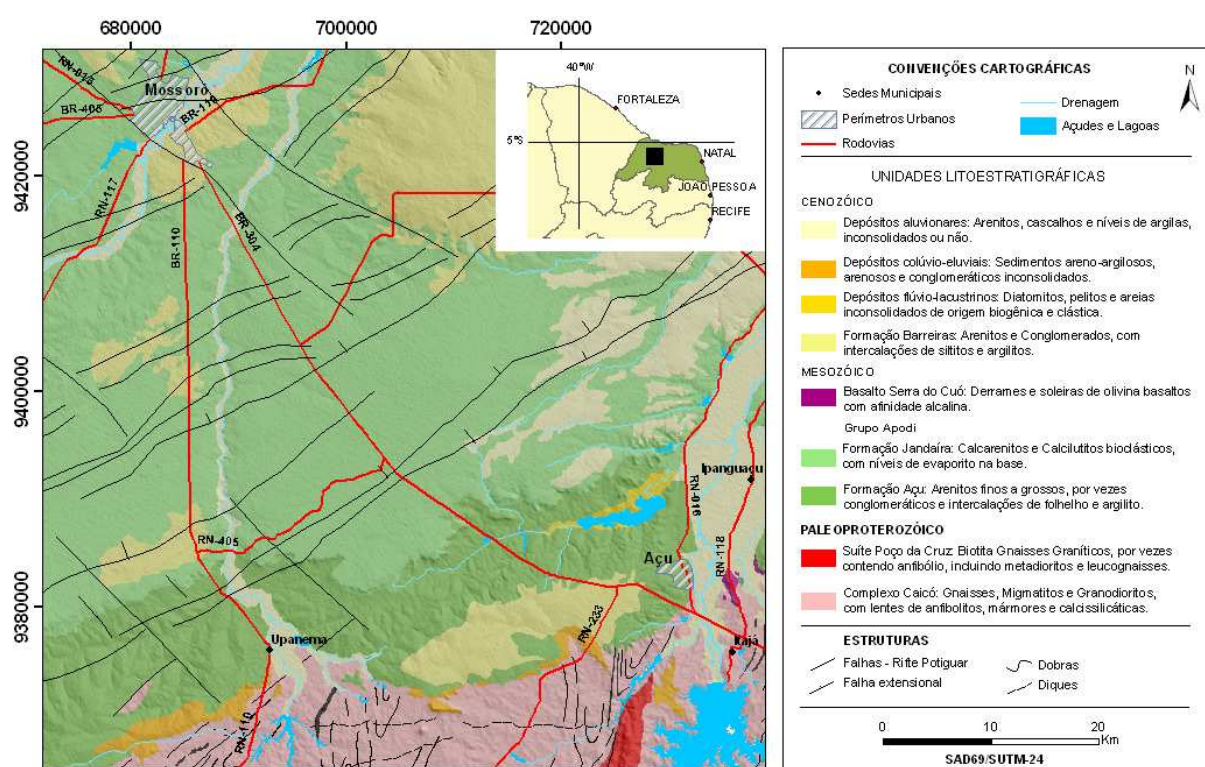 680000
700000
720000
9420000
9400000
9380000
RN-015
Mossoró
BR-405
BR-110
RN-117
BR-110
BR-304
RN-405
Upanema
RN-110
Açu
RN-233
RN-016
RN-118
Ipanguaçu
Itajá
40°W
5°S
FORTALEZA
NATAL
JOAO PESSOA
RECIFE
CONVENÇÕES CARTOGRÁFICAS
N
Sedes Municipais
Perímetros Urbanos
Rodovias
Drenagem
Açudes e Lagoas
UNIDADES LITOESTRATIGRÁFICAS
CENOZÓICO
Depósitos aluvionares: Arenitos, cascalhos e níveis de argilas,
inconsolidados ou não.
Depósitos colúvio-eluviais: Sedimentos areno-argilosos,
arenosos e conglomeráticos inconsolidados.
Depósitos flúvio-lacustrinos: Diatomitos, pelitos e areias
inconsolidados de origem biogênica e clástica.
Formação Barreiras: Arenitos e Conglomerados, com
intercalações de siltitos e argilitos.
MESOZÓICO
Basalto Serra do Cuó: Derrames e soleiras de olivina basaltos
com afinidade alcalina.
Grupo Apodi
Formação Jandaíra: Calcarenitos e Calcilutitos bioclásticos,
com níveis de evaporito na base.
Formação Açu: Arenitos finos a grossos, por vezes
conglomeráticos e intercalações de folhelho e argilito.
PALEOPROTEROZÓICO
Suíte Poço da Cruz: Biotita Gnaisses Graníticos, por vezes
contendo anfibólio, incluindo metadioritos e leucognaisses.
Complexo Caicó: Gnaisses, Migmatitos e Granodioritos,
com lentes de anfibolitos, mármores e calcissilicáticas.
ESTRUTURAS
Falhas - Rifte Potiguar
Falha extensional
Dobras
Diques
0
10
20
Km
SAD69/SUTM-24